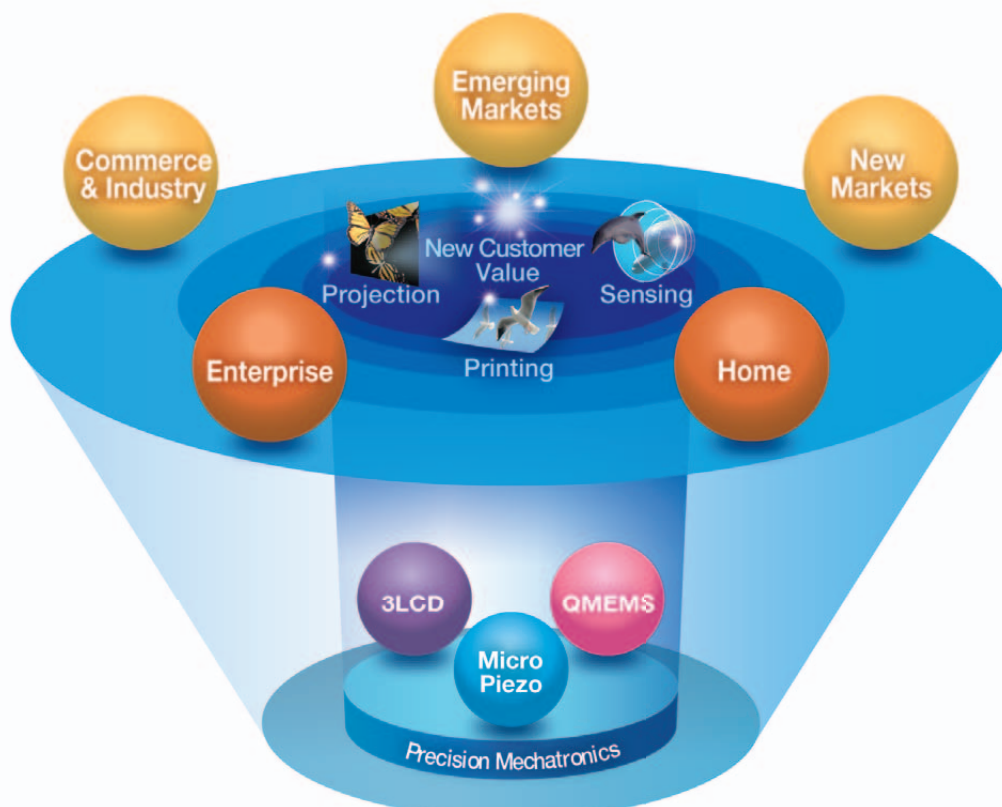 Emerging
Markets
Commerce
& Industry
New
Markets
New Customer
Value
Projection
Sensing
Printing
Enterprise
Home
3LCD
QMEMS
Micro
Piezo
Precision Mechatronics